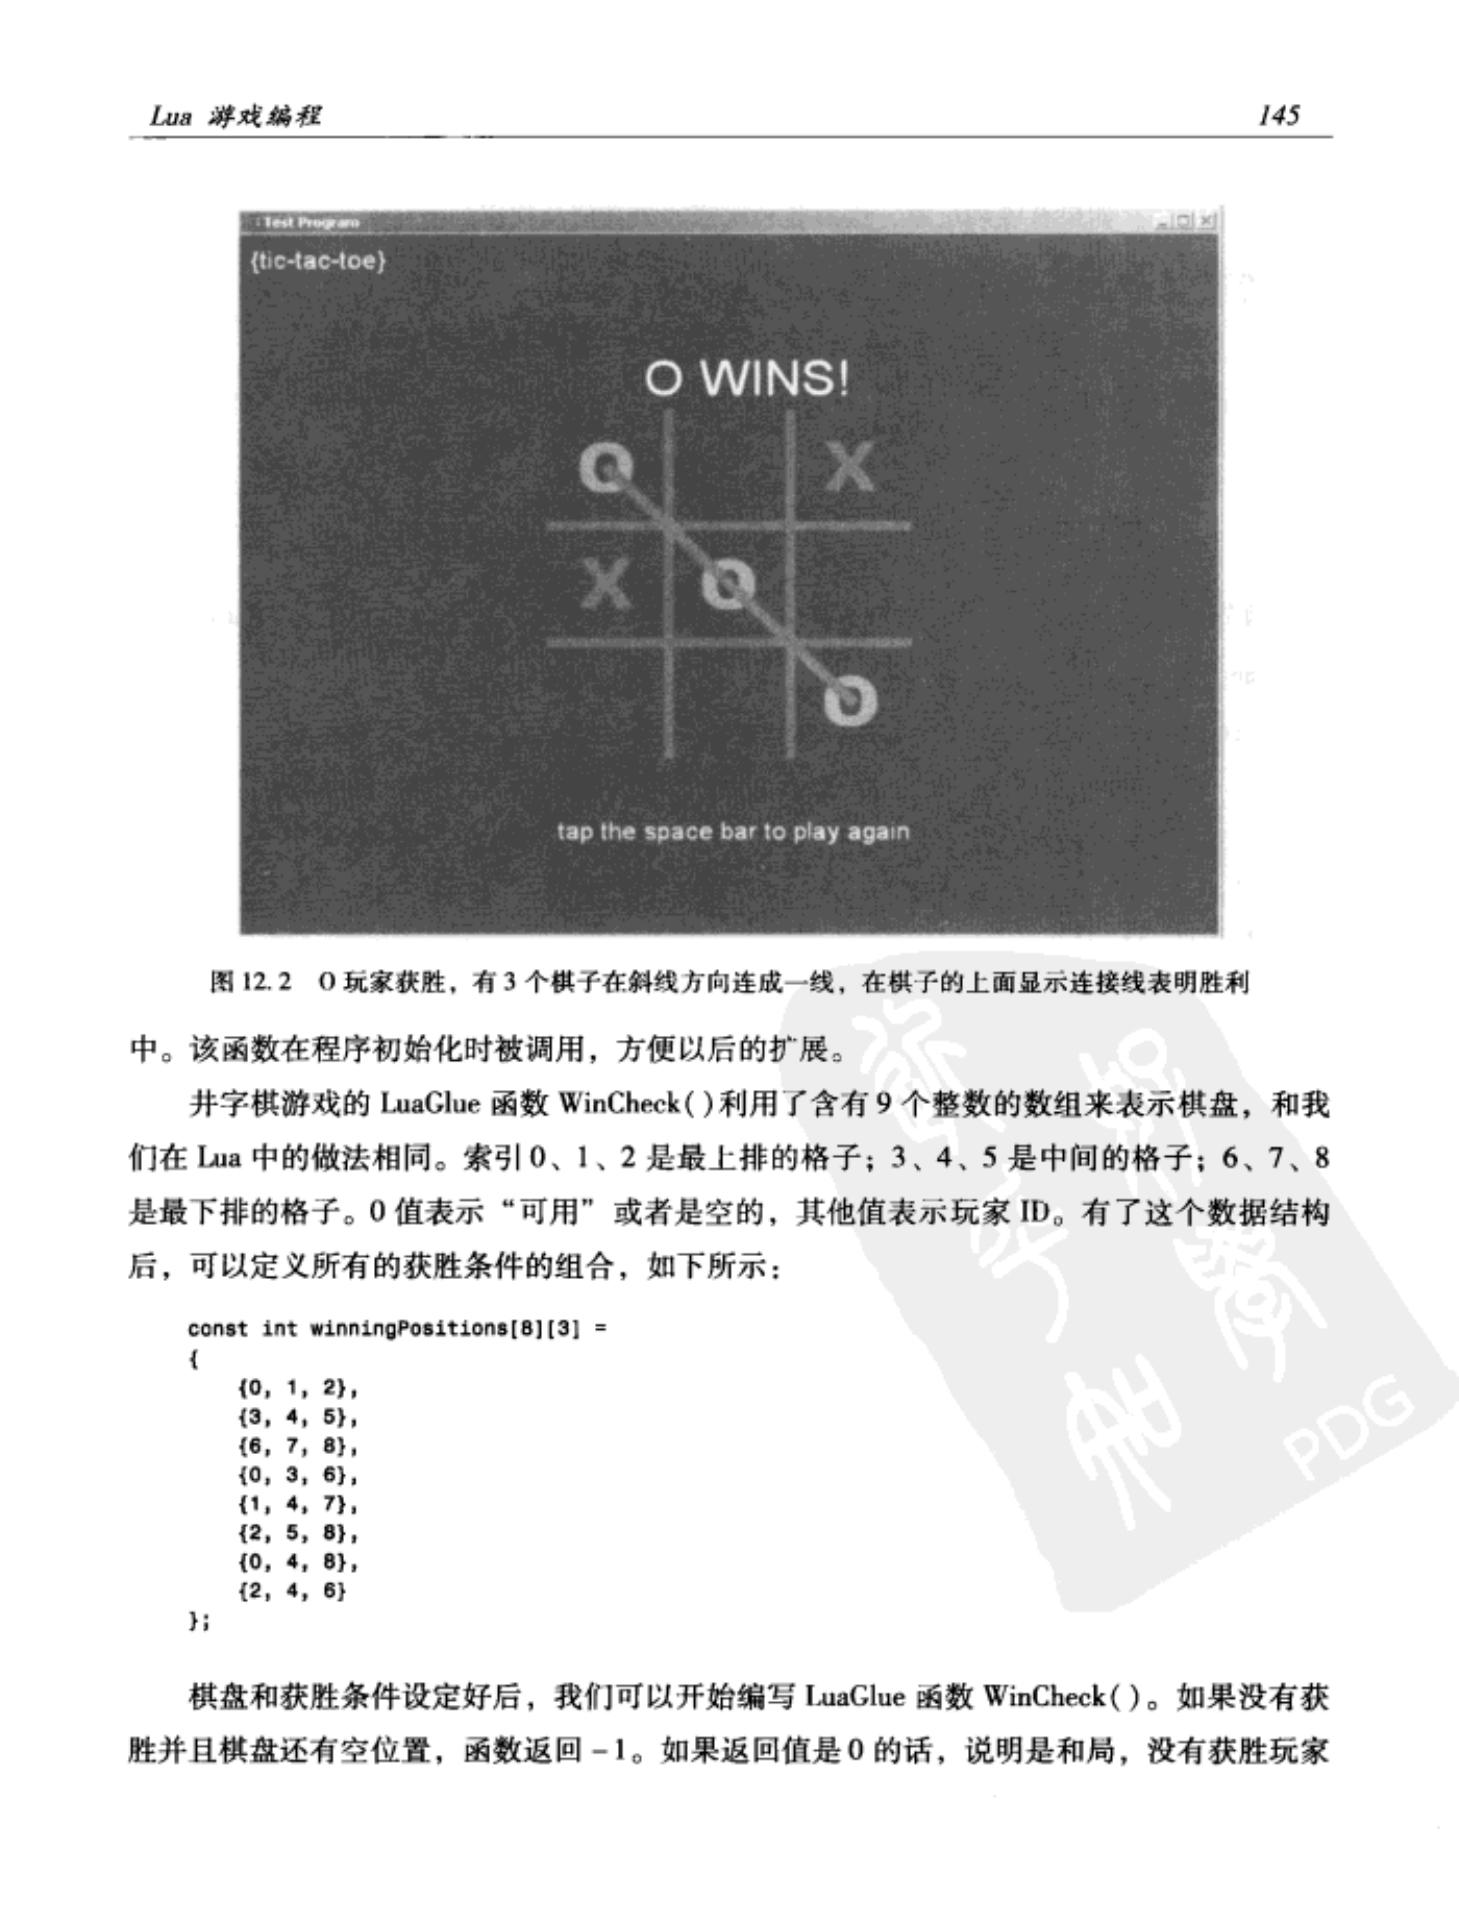 Lua 游戏编程
145
Test Program
{tic-tac-toe}
O WINS!
O
X
X
O
O
tap the space bar to play again
图 12.2 O 玩家获胜，有 3 个棋子在斜线方向连成一线，在棋子的上面显示连接线表明胜利
中。该函数在程序初始化时被调用，方便以后的扩展。
井字棋游戏的 LuaGlue 函数 WinCheck( )利用了含有 9 个整数的数组来表示棋盘，和我
们在 Lua 中的做法相同。索引 0、1、2 是最上排的格子；3、4、5 是中间的格子；6、7、8
是最下排的格子。0 值表示“可用”或者是空的，其他值表示玩家 ID。有了这个数据结构
后，可以定义所有的获胜条件的组合，如下所示：
const int winningPositions[8][3] =
{
{0, 1, 2},
{3, 4, 5},
{6, 7, 8},
{0, 3, 6},
{1, 4, 7},
{2, 5, 8},
{0, 4, 8},
{2, 4, 6}
};
PDG
棋盘和获胜条件设定好后，我们可以开始编写 LuaGlue 函数 WinCheck( )。如果没有获
胜并且棋盘还有空位置，函数返回 -1。如果返回值是 0 的话，说明是和局，没有获胜玩家